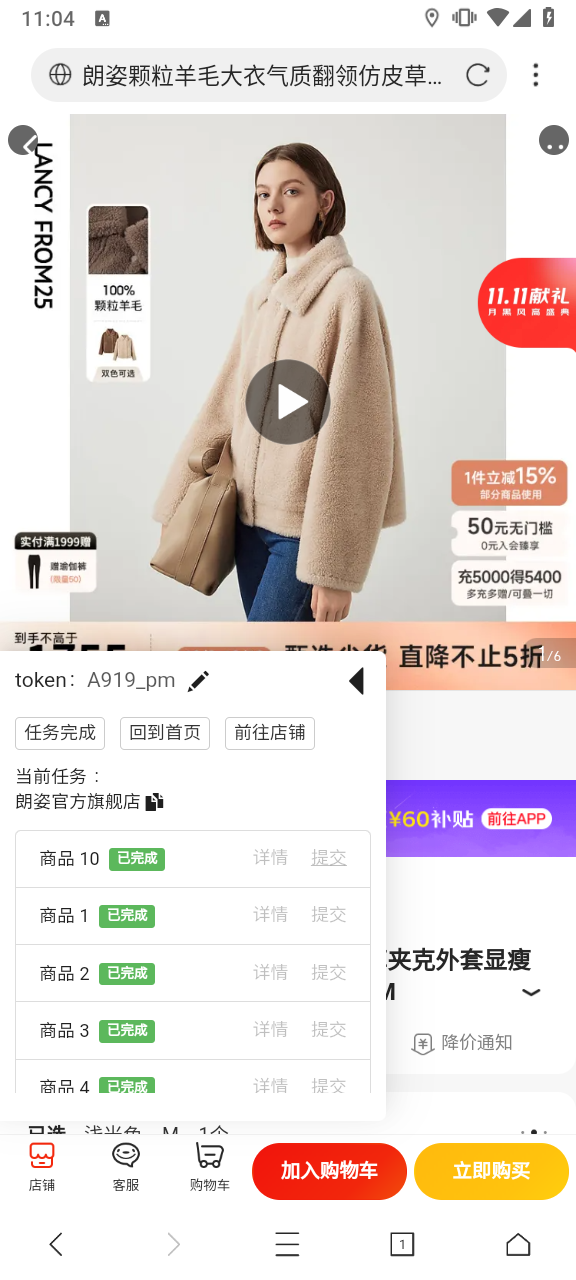 11:04
A
朗姿颗粒羊毛大衣气质翻领仿皮草...
LANCY FROM25
100%
颗粒羊毛
双色可选
11.11献礼
月黑风高盛典
1件立减15%
部分商品使用
50元无门槛
0元入会臻享
充5000得5400
多充多赠/可叠一切
实付满1999赠
赠瑜伽裤
(限量50)
到手不高于
直降不止5折
1/6
token: A919_pm
任务完成
回到首页
前往店铺
当前任务：
朗姿官方旗舰店
¥60补贴
前往APP
商品 10 已完成 详情 提交
商品 1 已完成 详情 提交
商品 2 已完成 详情 提交
夹克外套显瘦
M
商品 3 已完成 详情 提交
降价通知
商品 4 已完成 详情 提交
已选 浅米色, M, 1个
店铺
客服
购物车
加入购物车
立即购买
1